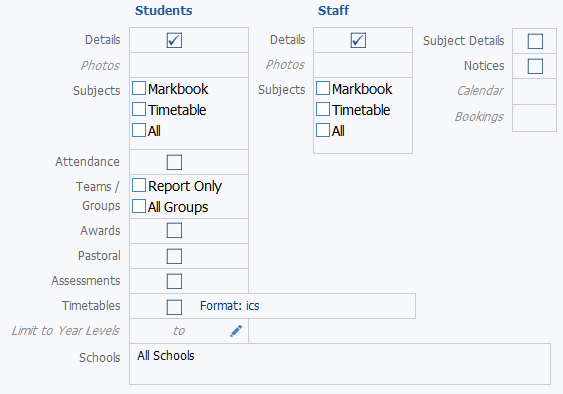 Students Staff
Details Details Subject Details
Photos Photos Notices
Subjects Markbook Subjects Markbook Calendar
Timetable Timetable
All All Bookings
Attendance
Teams / Report Only
Groups All Groups
Awards
Pastoral
Assessments
Timetables Format: ics
Limit to Year Levels to
Schools All Schools